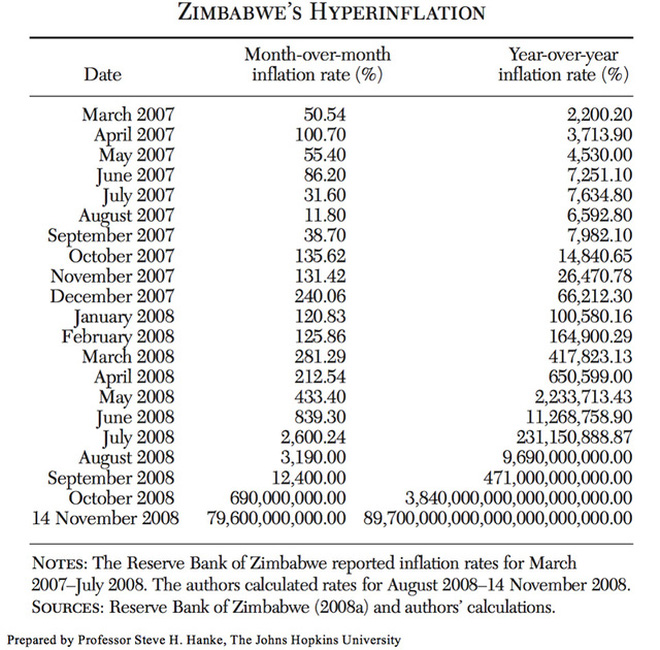 ZIMBABWE'S HYPERINFLATION
Month-over-month Year-over-year
Date inflation rate (%) inflation rate (%)
March 2007 50.54 2,200.20
April 2007 100.70 3,713.90
May 2007 55.40 4,530.00
June 2007 86.20 7,251.10
July 2007 31.60 7,634.80
August 2007 11.80 6,592.80
September 2007 38.70 7,982.10
October 2007 135.62 14,840.65
November 2007 131.42 26,470.78
December 2007 240.06 66,212.30
January 2008 120.83 100,580.16
February 2008 125.86 164,900.29
March 2008 281.29 417,823.13
April 2008 212.54 650,599.00
May 2008 433.40 2,233,713.43
June 2008 839.30 11,268,758.90
July 2008 2,600.24 231,150,888.87
August 2008 3,190.00 9,690,000,000.00
September 2008 12,400.00 471,000,000,000.00
October 2008 690,000,000.00 3,840,000,000,000,000,000.00
14 November 2008 79,600,000,000.00 89,700,000,000,000,000,000,000.00
NOTES: The Reserve Bank of Zimbabwe reported inflation rates for March
2007–July 2008. The authors calculated rates for August 2008–14 November 2008.
SOURCES: Reserve Bank of Zimbabwe (2008a) and authors' calculations.
Prepared by Professor Steve H. Hanke, The Johns Hopkins University